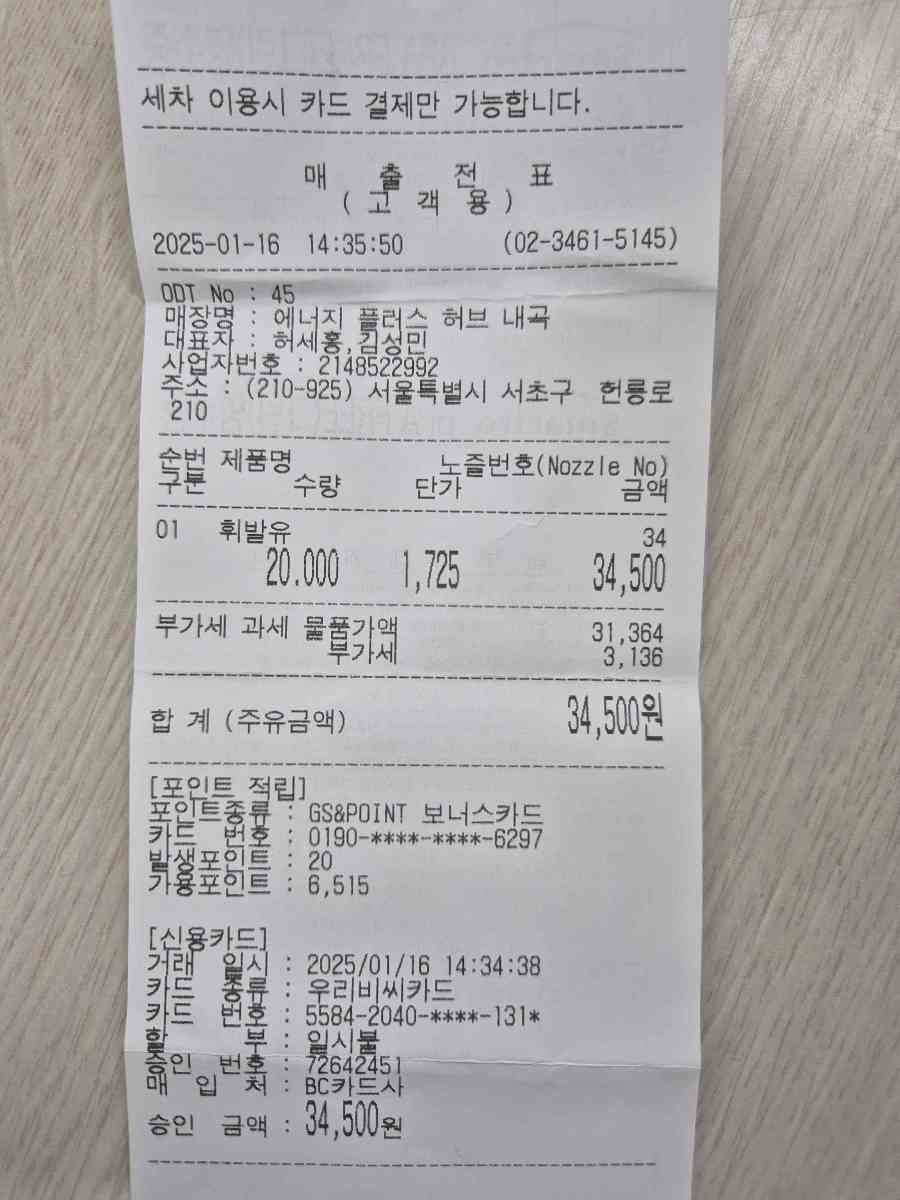 세차 이용시 카드 결제만 가능합니다.
매 출 전 표
( 고 객 용 )
2025-01-16 14:35:50 (02-3461-5145)
ODT No : 45
매장명 : 에너지 플러스 허브 내곡
대표자 : 허세홍,김성민
사업자번호 : 2148522992
주소 : (210-925) 서울특별시 서초구 헌릉로
210
순번 제품명 노즐번호(Nozzle No)
구분 수량 단가 금액
01 휘발유 34
20.000 1,725 34,500
부가세 과세 물품가액 31,364
부가세 3,136
합 계 (주유금액) 34,500원
[포인트 적립]
포인트종류 : GS&POINT 보너스카드
카드 번호 : 0190-****-****-6297
발생포인트 : 20
가용포인트 : 6,515
[신용카드]
거래 일시 : 2025/01/16 14:34:38
카드 종류 : 우리비씨카드
카드 번호 : 5584-2040-****-131*
할 부 : 일시불
승인 번호 : 72642451
매 입 처 : BC카드사
승인 금액 : 34,500원